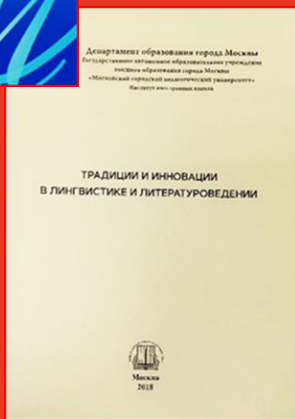 Департамент образования города Москвы
Государственное автономное образовательное учреждение
высшего образования города Москвы
«Московский городской педагогический университет»
Институт иностранных языков
ТРАДИЦИИ И ИННОВАЦИИ
В ЛИНГВИСТИКЕ И ЛИТЕРАТУРОВЕДЕНИИ
Москва
2018